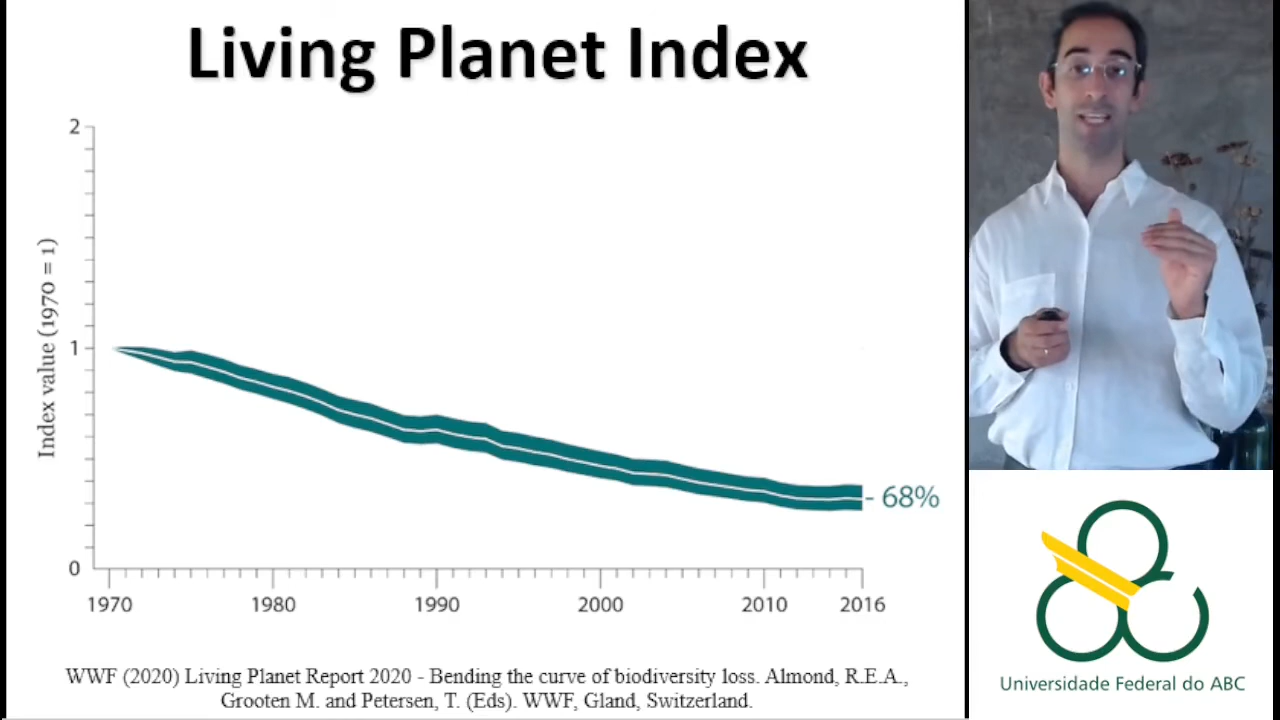 Living Planet Index
2
1
0
Index value (1970 = 1)
- 68%
1970 1980 1990 2000 2010 2016
WWF (2020) Living Planet Report 2020 - Bending the curve of biodiversity loss. Almond, R.E.A.,
Grooten M. and Petersen, T. (Eds). WWF, Gland, Switzerland.
Universidade Federal do ABC